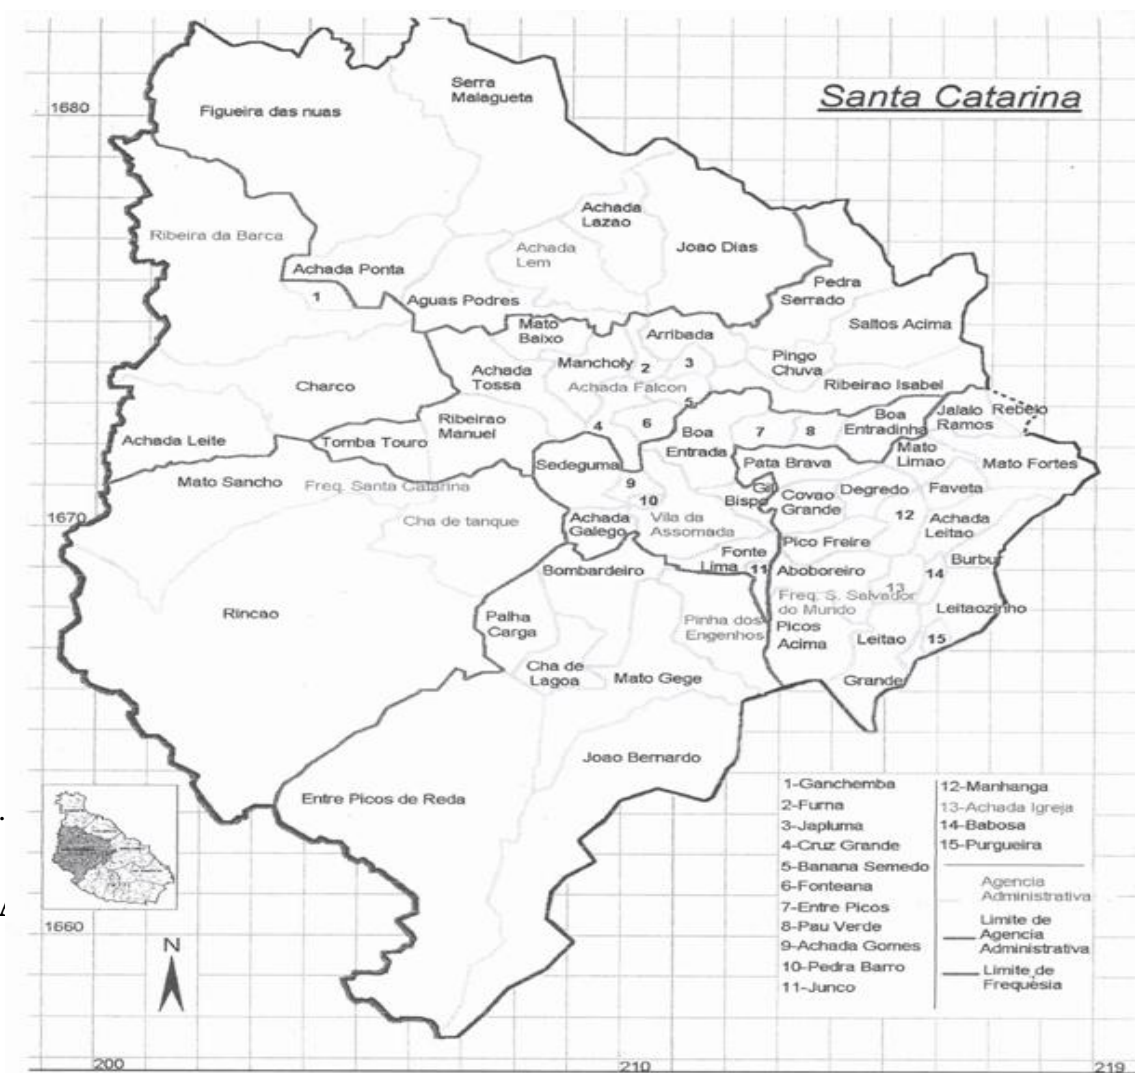 Santa Catarina
1680
Serra
Malagueta
Figueira das nuas
Achada
Lazao
Ribeira da Barca
Achada
Lem
Joao Dias
Achada Ponta
1
Aguas Podres
Pedra
Serrado
Mato
Baixo
Arribada
Saltos Acima
Mancholy
2
3
Pingo
Chuva
Achada
Tossa
Achada Falcon
Charco
Ribeirao Isabel
5
Ribeirao
Manuel
4
6
Boa
Entrada
7
8
Boa
Entradinha
Jalalo
Ramos
Rebelo
Achada Leite
Tomba Touro
Mato
Limao
Mato Fortes
Sedeguma
Pata Brava
Mato Sancho
Freq. Santa Catarina
9
10
Gil
Bispo
Covao
Grande
Degredo
Faveta
1670
Cha de tanque
Achada
Galego
Vila da
Assomada
12
Achada
Leitao
Pico Freire
Fonte
Lima
11
Bombardeiro
Aboboreiro
Burbur
14
13
Freq. S. Salvador
do Mundo
Rincao
Palha
Carga
Pinha dos
Engenhos
Picos
Acima
Leitaozinho
Leitao
15
Grande
Cha de
Lagoa
Mato Gege
Joao Bernardo
Entre Picos de Reda
1-Ganchemba
2-Furna
3-Japluma
4-Cruz Grande
5-Banana Semedo
6-Fonteana
7-Entre Picos
8-Pau Verde
9-Achada Gomes
10-Pedra Barro
11-Junco
12-Manhanga
13-Achada Igreja
14-Babosa
15-Purgueira
Agencia
Administrativa
Limite de
Agencia
Administrativa
Limite de
Frequesia
1660
N
200
210
219